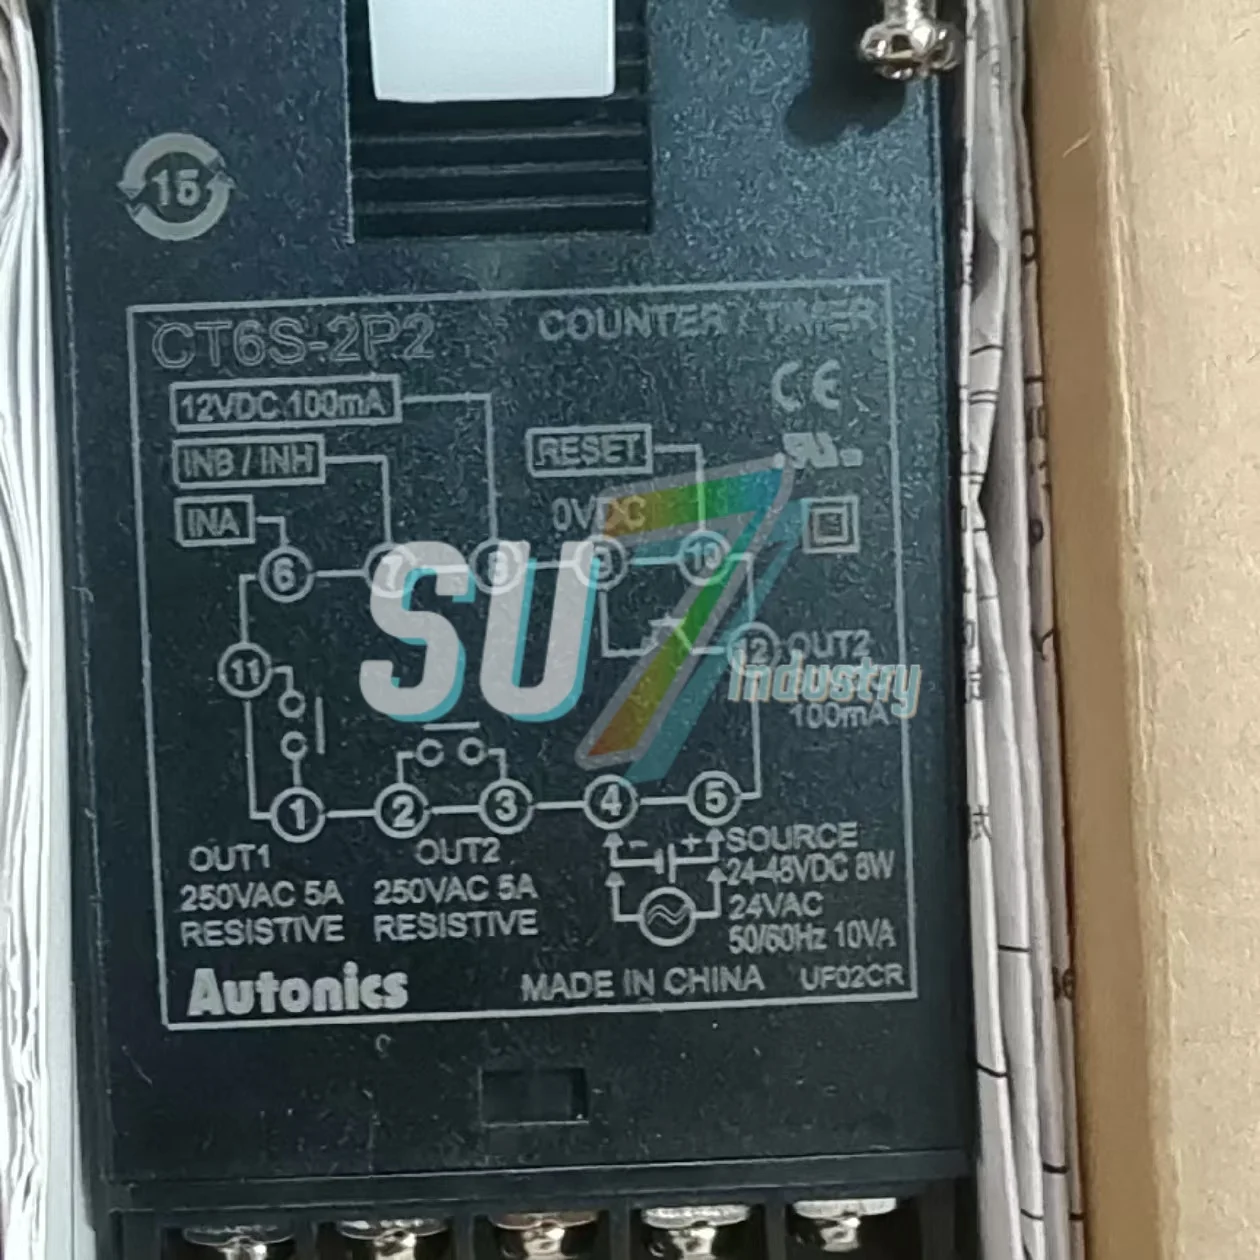 15
CT6S-2P2 COUNTER / TIMER
12VDC 100mA
INB / INH RESET
INA 0VDC
6 7 8 9 10
11 12 OUT2
100mA
SU7
Industry
1 2 3 4 5
- + SOURCE
OUT1 OUT2 24-48VDC 8W
250VAC 5A 250VAC 5A 24VAC
RESISTIVE RESISTIVE 50/60Hz 10VA
Autonics MADE IN CHINA UF02CR